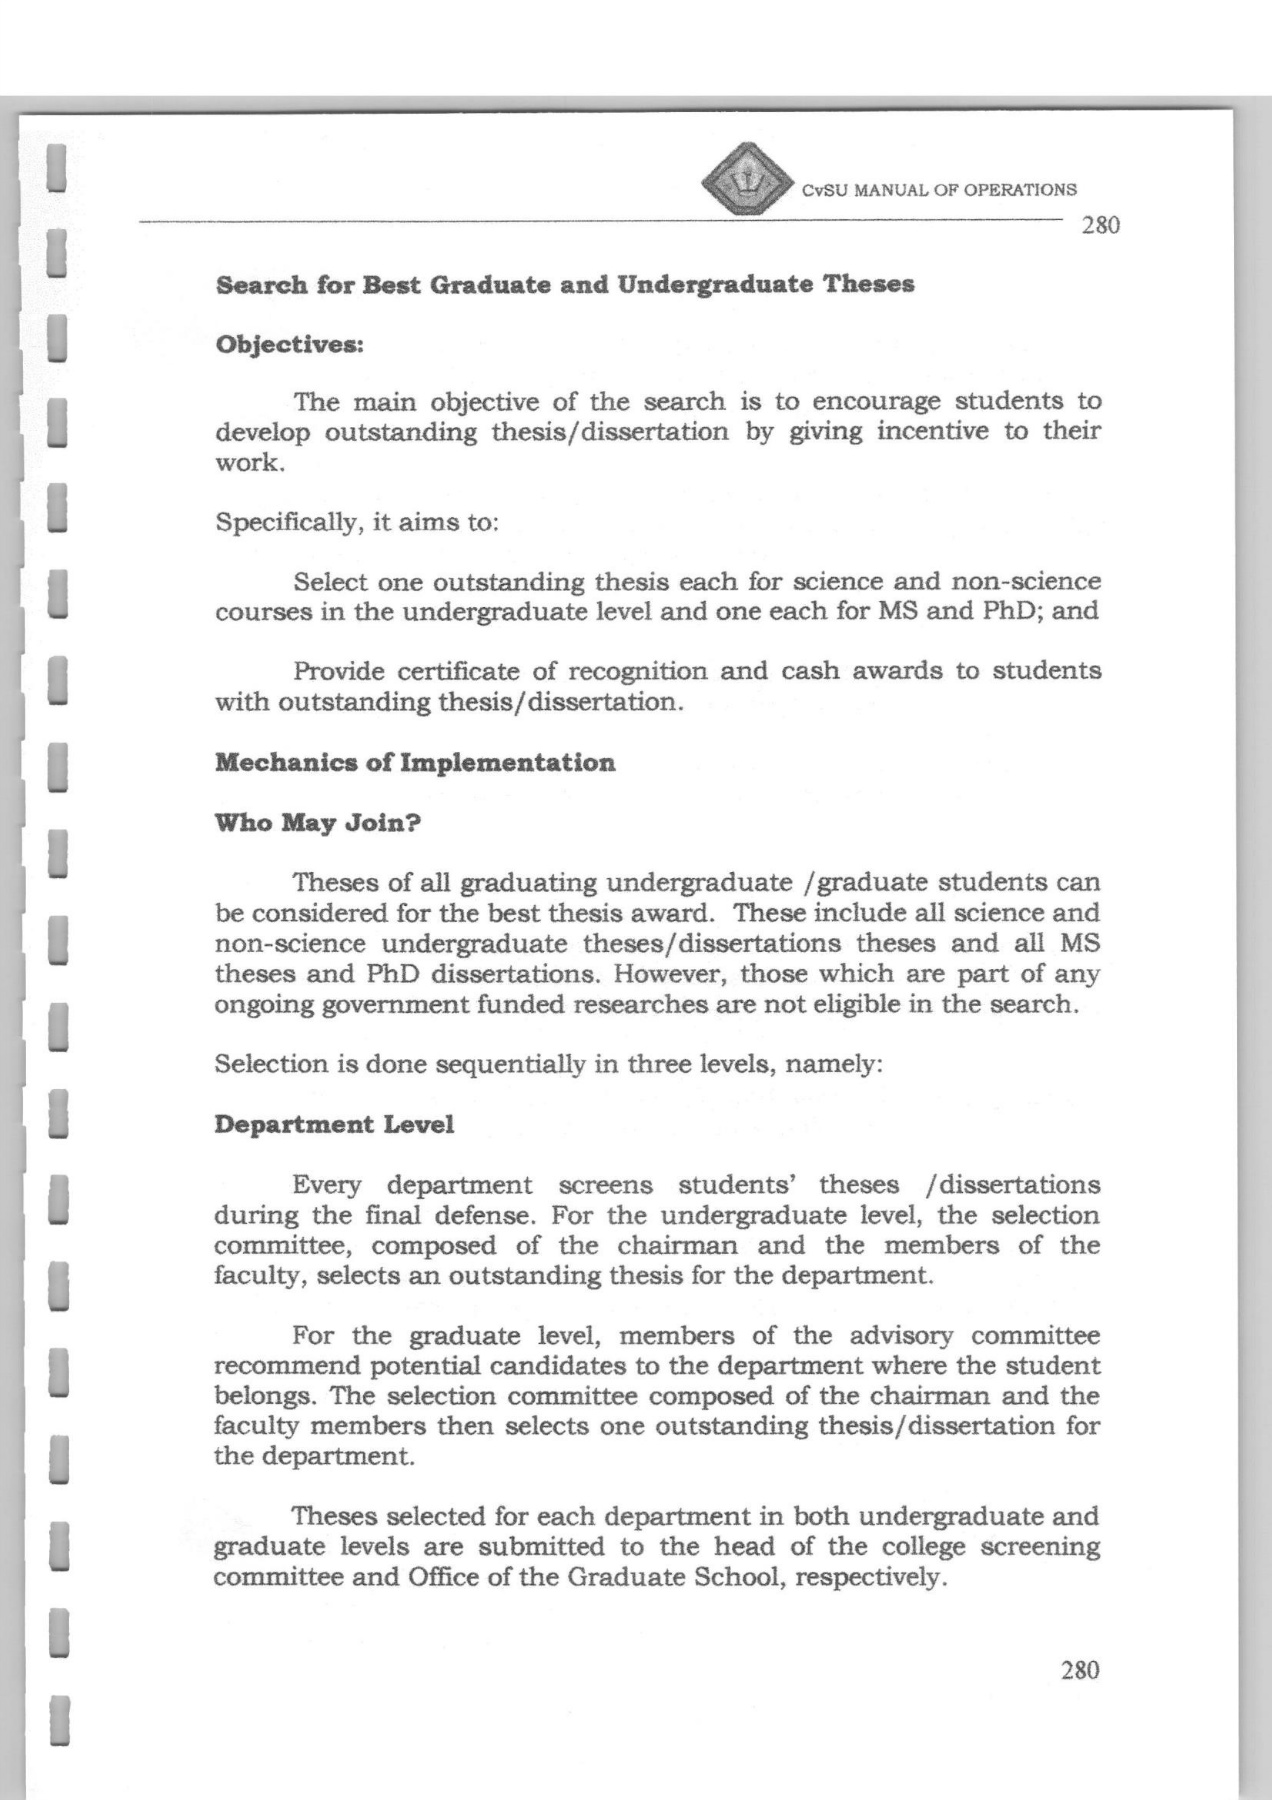 CvSU MANUAL OF OPERATIONS
280
Search for Best Graduate and Undergraduate Theses
Objectives:
The main objective of the search is to encourage students to
develop outstanding thesis/dissertation by giving incentive to their
work.
Specifically, it aims to:
Select one outstanding thesis each for science and non-science
courses in the undergraduate level and one each for MS and PhD; and
Provide certificate of recognition and cash awards to students
with outstanding thesis/dissertation.
Mechanics of Implementation
Who May Join?
Theses of all graduating undergraduate /graduate students can
be considered for the best thesis award. These include all science and
non-science undergraduate theses/dissertations theses and all MS
theses and PhD dissertations. However, those which are part of any
ongoing government funded researches are not eligible in the search.
Selection is done sequentially in three levels, namely:
Department Level
Every department screens students' theses /dissertations
during the final defense. For the undergraduate level, the selection
committee, composed of the chairman and the members of the
faculty, selects an outstanding thesis for the department.
For the graduate level, members of the advisory committee
recommend potential candidates to the department where the student
belongs. The selection committee composed of the chairman and the
faculty members then selects one outstanding thesis/dissertation for
the department.
Theses selected for each department in both undergraduate and
graduate levels are submitted to the head of the college screening
committee and Office of the Graduate School, respectively.
280